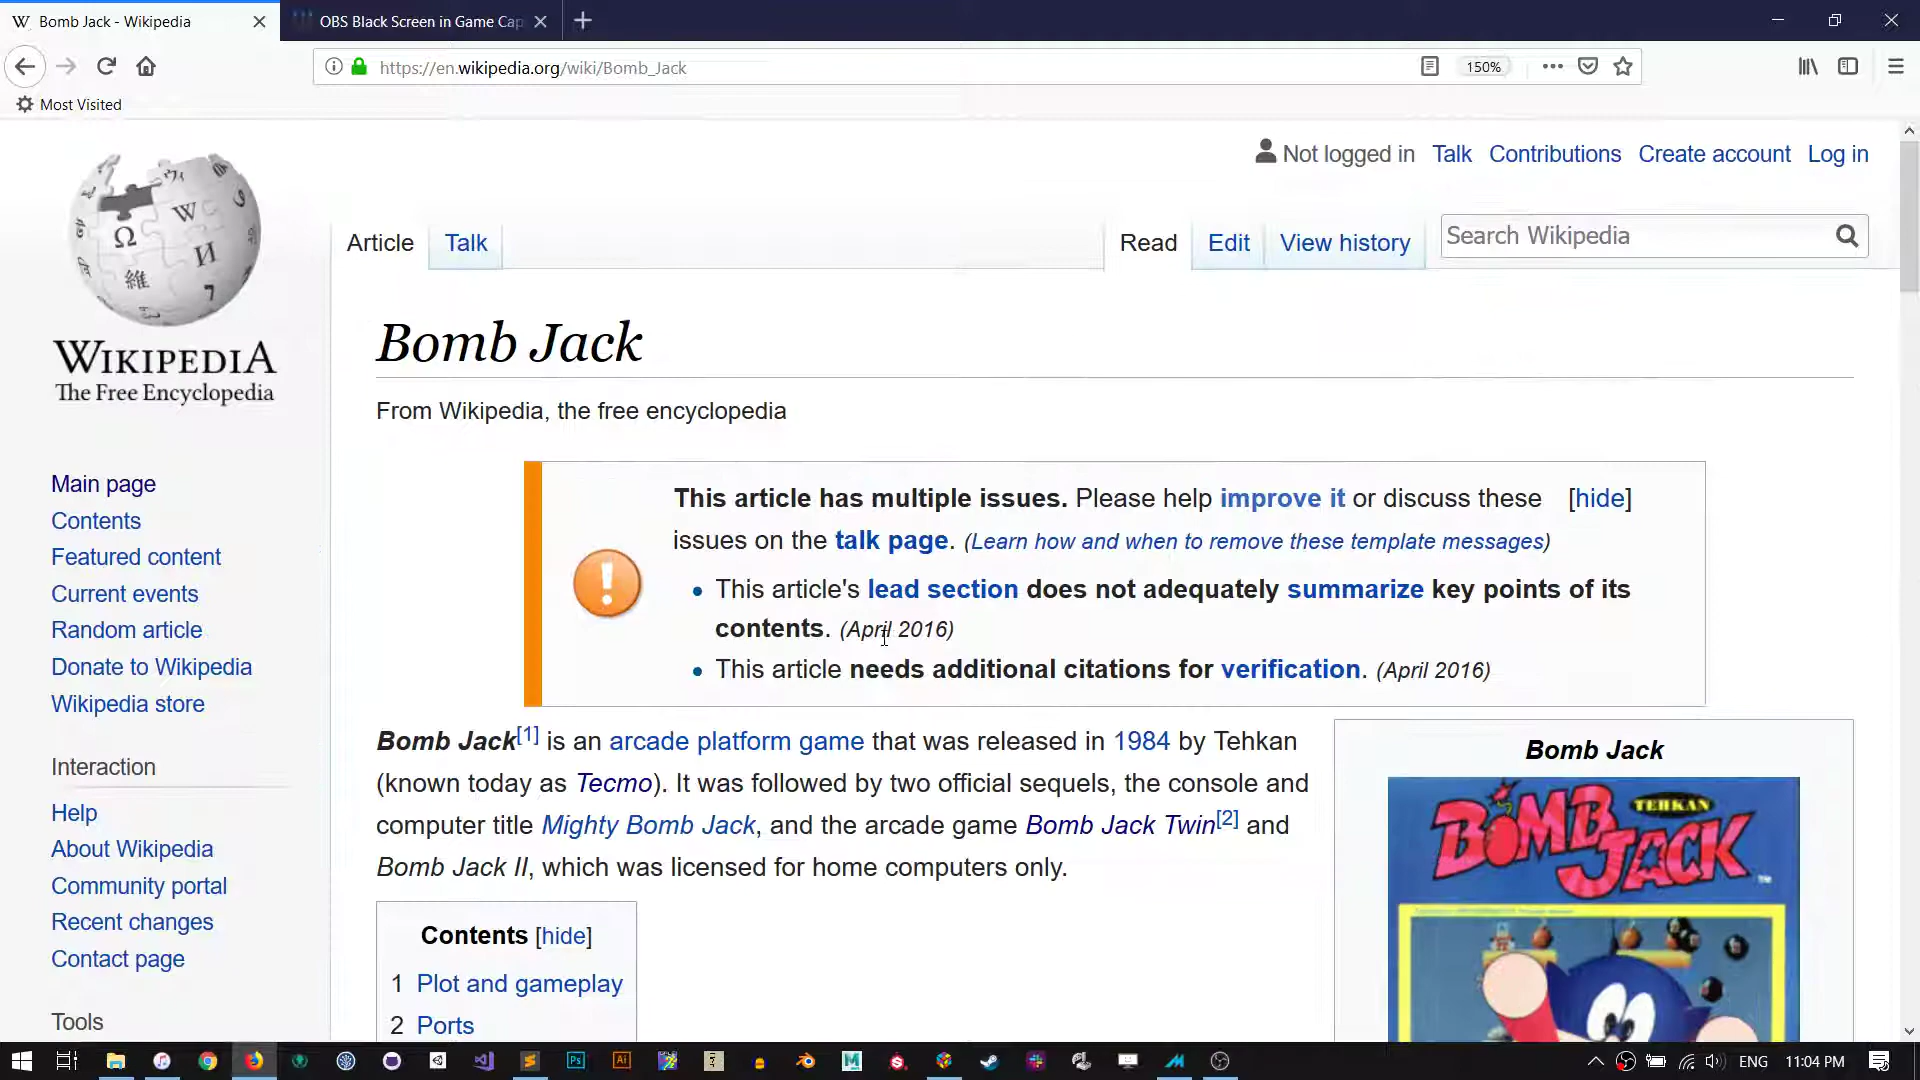 Bomb Jack - Wikipedia
OBS Black Screen in Game Cap
https://en.wikipedia.org/wiki/Bomb_Jack
150%
Most Visited
Not logged in Talk Contributions Create account Log in
Article Talk Read Edit View history Search Wikipedia
WIKIPEDIA
The Free Encyclopedia
Bomb Jack
From Wikipedia, the free encyclopedia
This article has multiple issues. Please help improve it or discuss these [hide]
issues on the talk page. (Learn how and when to remove these template messages)
• This article's lead section does not adequately summarize key points of its
contents. (April 2016)
• This article needs additional citations for verification. (April 2016)
Bomb Jack[1] is an arcade platform game that was released in 1984 by Tehkan
(known today as Tecmo). It was followed by two official sequels, the console and
computer title Mighty Bomb Jack, and the arcade game Bomb Jack Twin[2] and
Bomb Jack II, which was licensed for home computers only.
Contents [hide]
1 Plot and gameplay
2 Ports
Bomb Jack
TEHKAN
BOMB
JACK
TM
Main page
Contents
Featured content
Current events
Random article
Donate to Wikipedia
Wikipedia store
Interaction
Help
About Wikipedia
Community portal
Recent changes
Contact page
Tools
ENG 11:04 PM